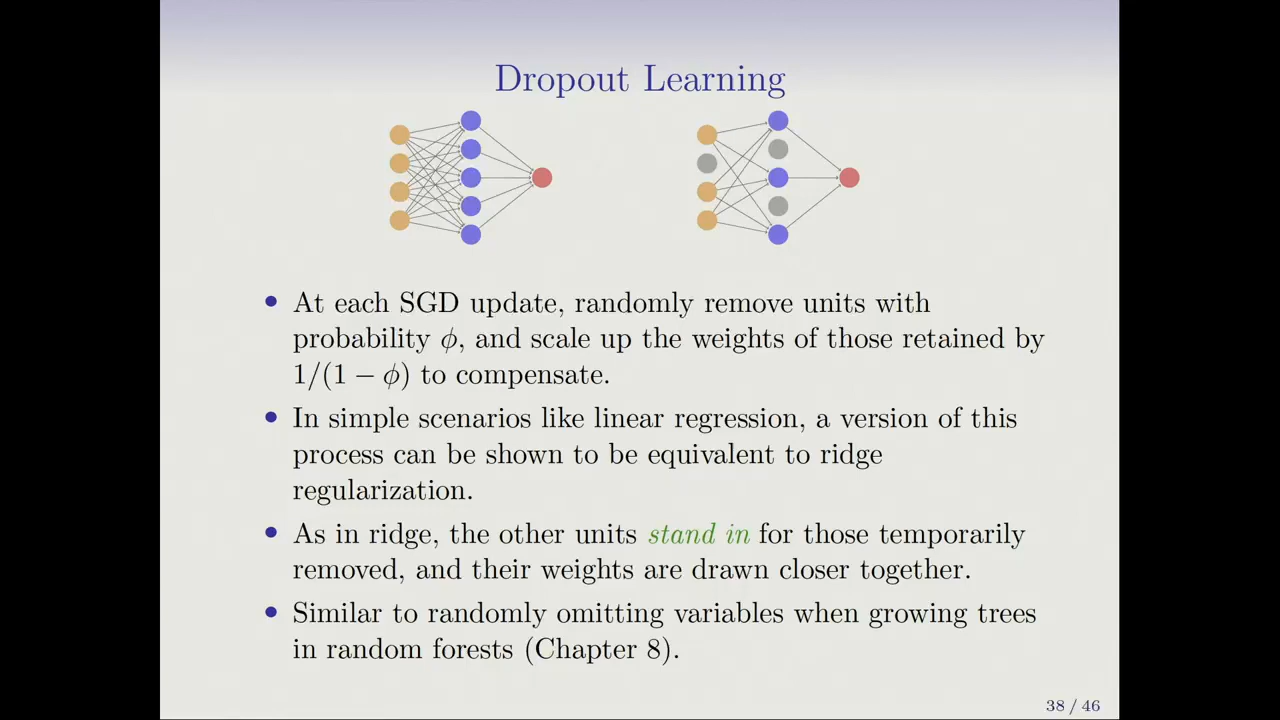 Dropout Learning
• At each SGD update, randomly remove units with
probability ϕ, and scale up the weights of those retained by
1/(1 − ϕ) to compensate.
• In simple scenarios like linear regression, a version of this
process can be shown to be equivalent to ridge
regularization.
• As in ridge, the other units stand in for those temporarily
removed, and their weights are drawn closer together.
• Similar to randomly omitting variables when growing trees
in random forests (Chapter 8).
38 / 46